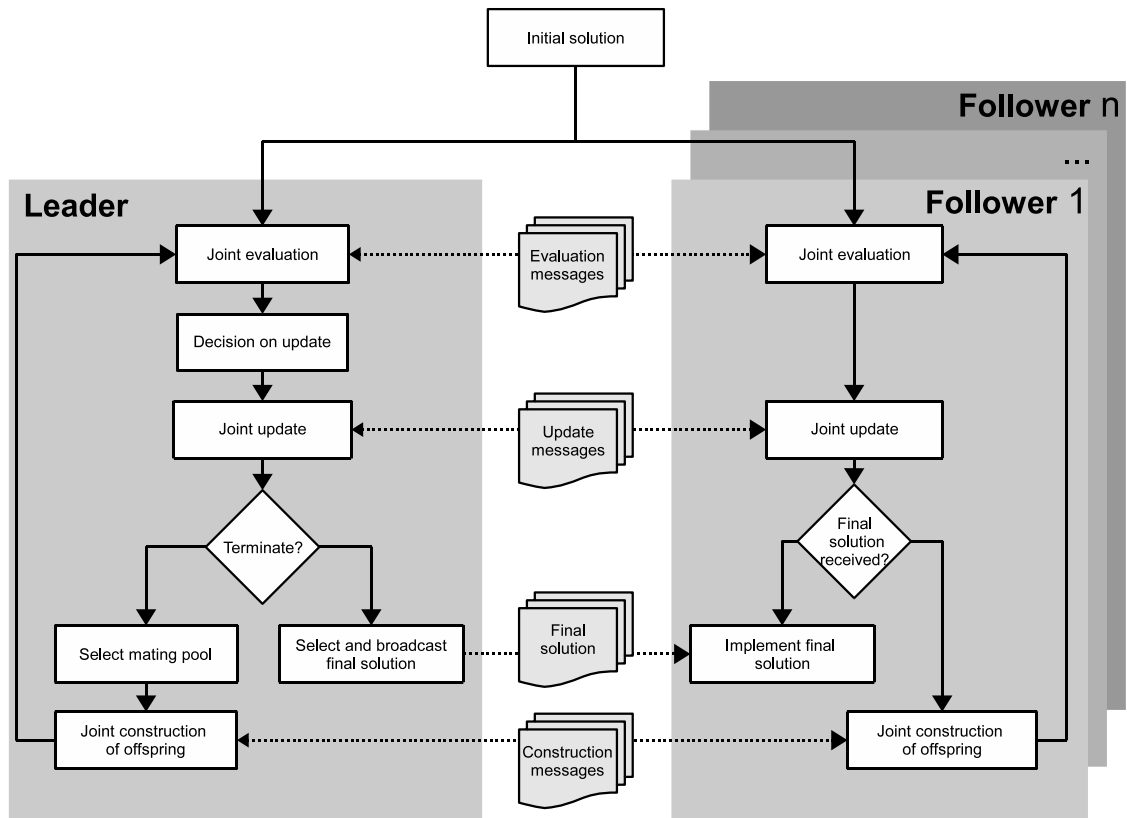 Initial solution
Follower n
...
Leader
Follower 1
Joint evaluation
Evaluation
messages
Joint evaluation
Decision on update
Joint update
Update
messages
Joint update
Terminate?
Final
solution
received?
Select mating pool
Select and broadcast
final solution
Final
solution
Implement final
solution
Joint construction
of offspring
Construction
messages
Joint construction
of offspring